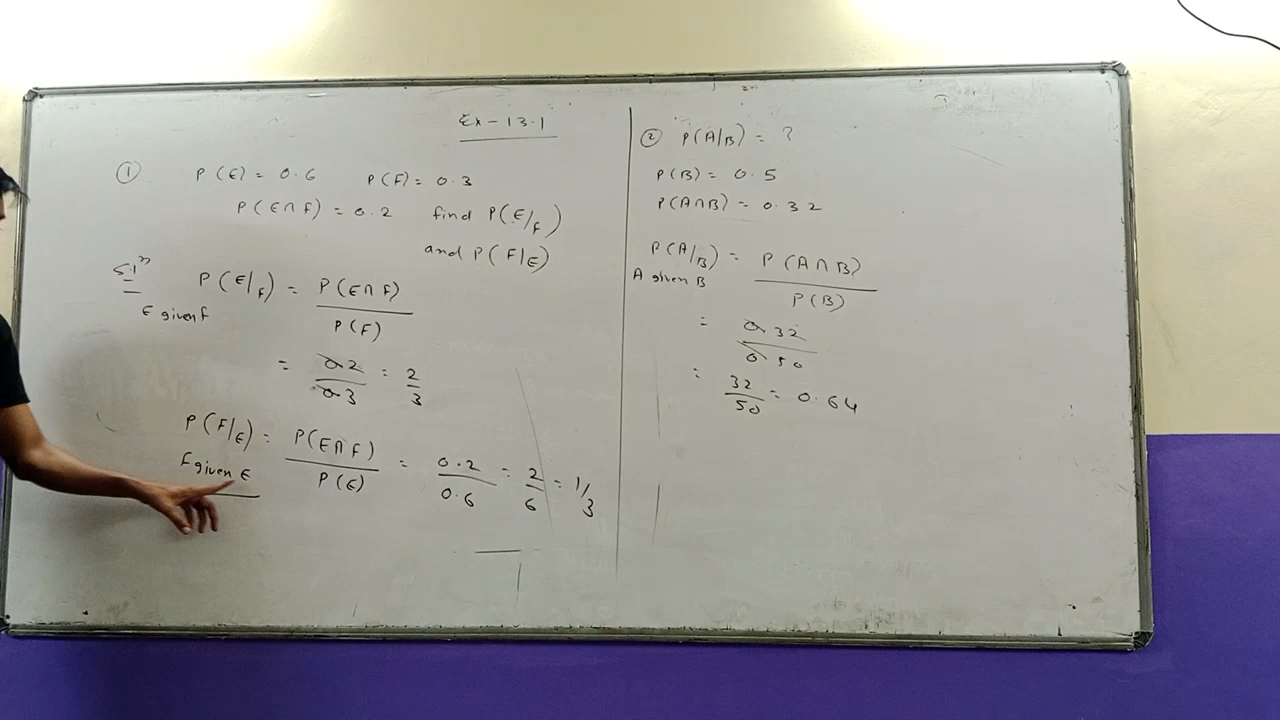 Ex - 13.1
① P(E) = 0.6 P(F) = 0.3
P(E∩F) = 0.2 find P(E/F)
and P(F/E)
Solⁿ P(E/F) = P(E∩F) / P(F)
E given F
= 0.2 / 0.3 = 2/3
P(F/E) = P(E∩F) / P(E) = 0.2 / 0.6 = 2/6 = 1/3
F given E
② P(A/B) = ?
P(B) = 0.5
P(A∩B) = 0.32
P(A/B) = P(A∩B) / P(B)
A given B
= 0.32 / 0.50
= 32/50 = 0.64